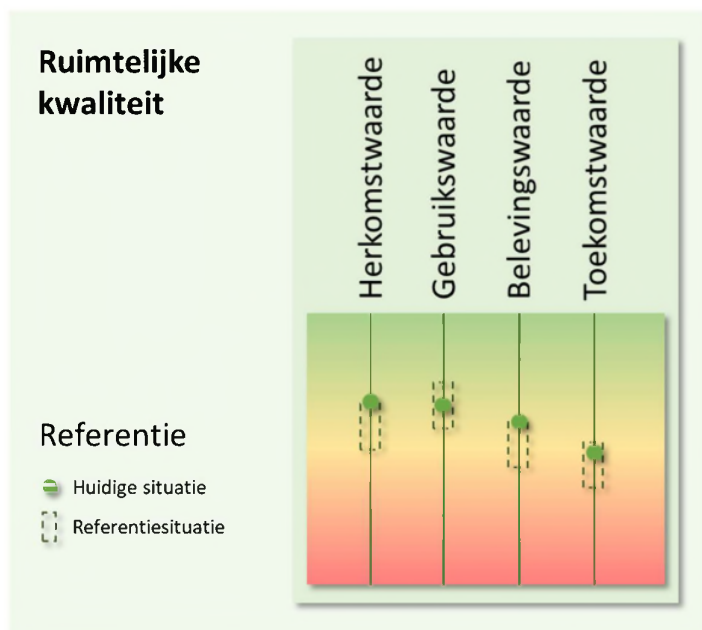 Ruimtelijke
kwaliteit
Herkomstwaarde
Gebruikswaarde
Belevingswaarde
Toekomstwaarde
Referentie
Huidige situatie
Referentiesituatie